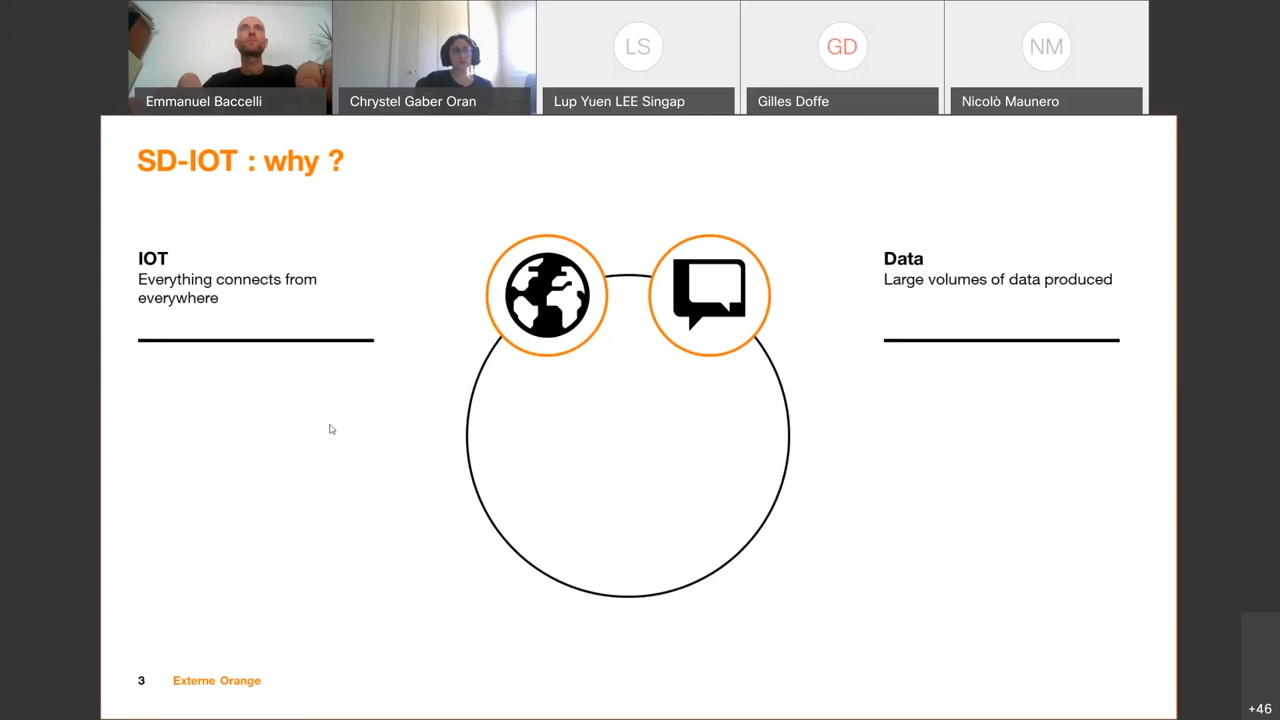 LS
GD
NM
Emmanuel Baccelli
Chrystel Gaber Oran
Lup Yuen LEE Singap
Gilles Doffe
Nicolò Maunero
SD-IOT : why ?
IOT
Everything connects from
everywhere
Data
Large volumes of data produced
3 Externe Orange
+46